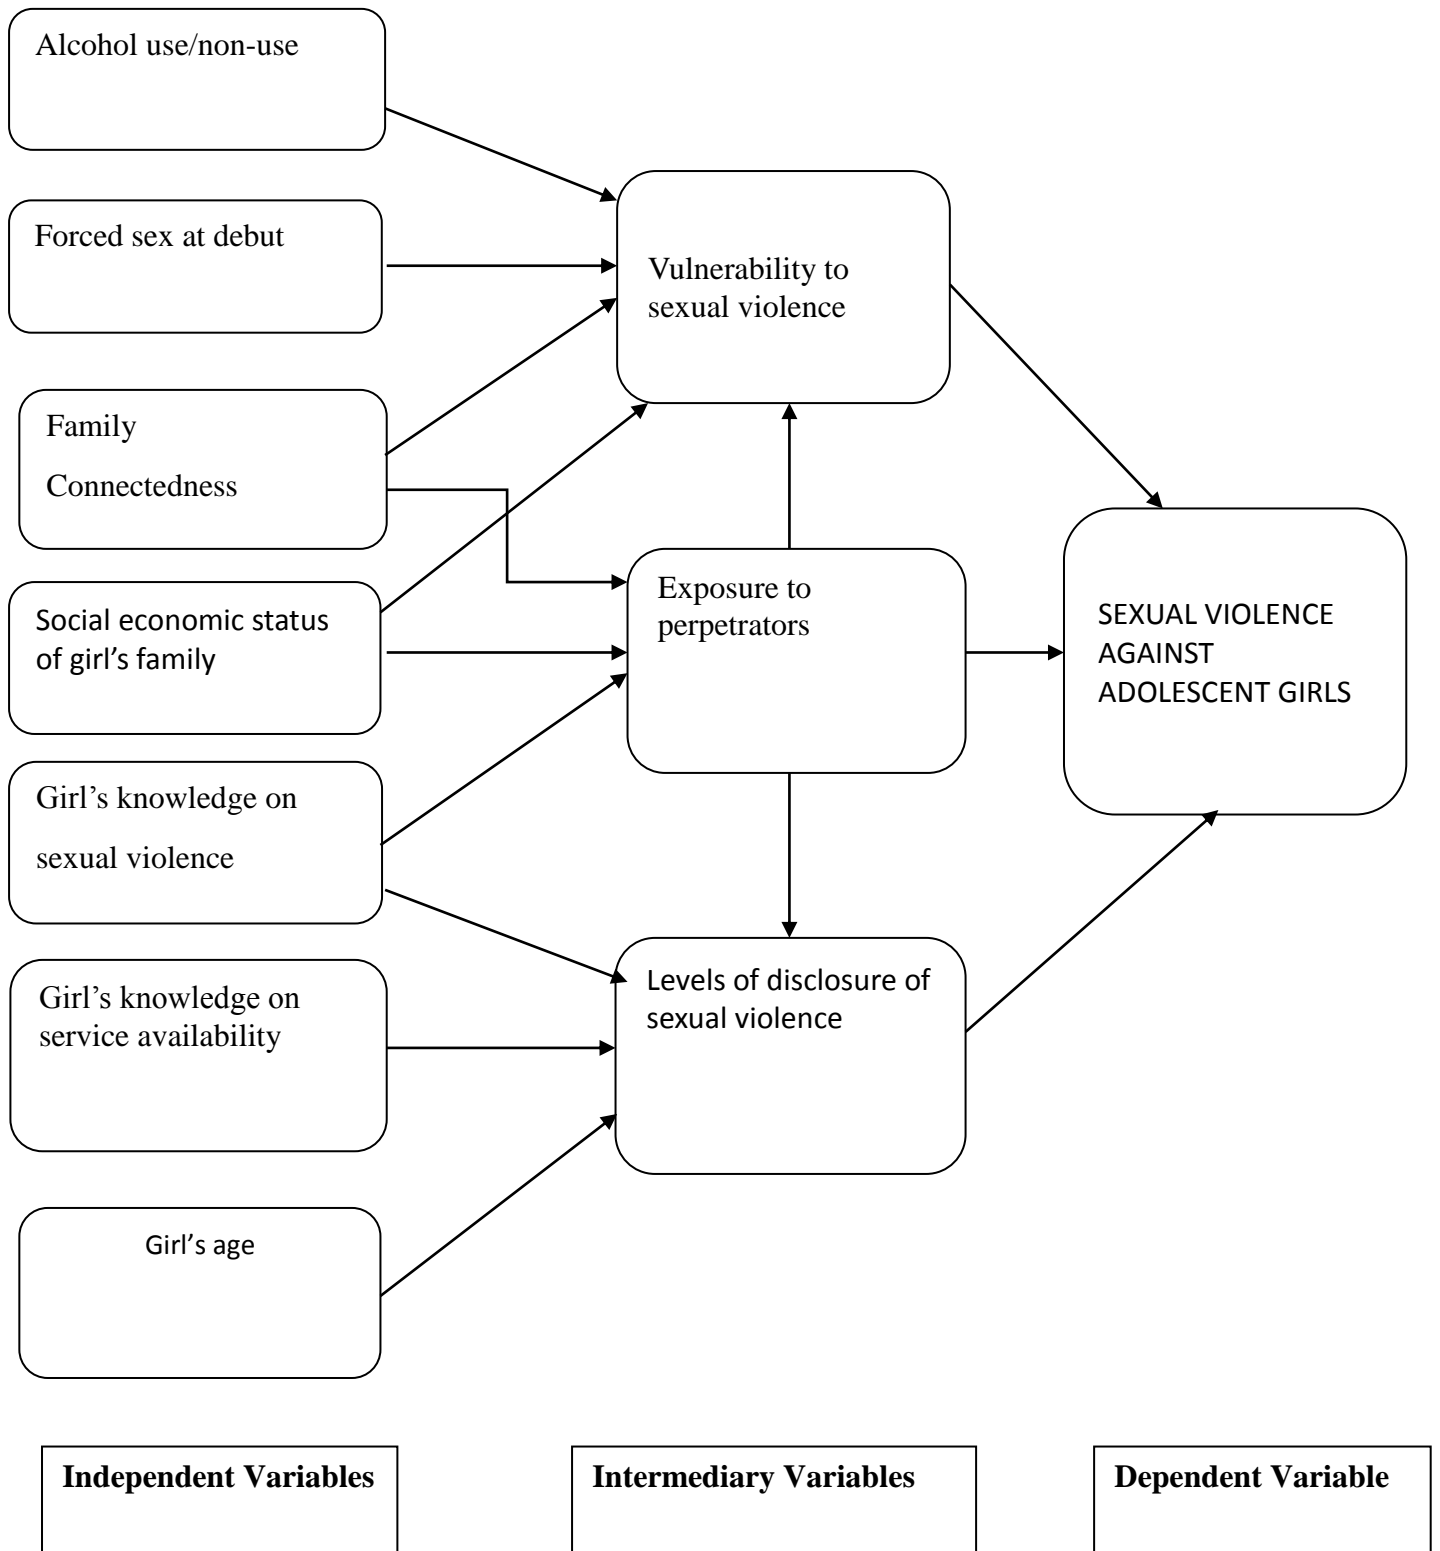 Alcohol use/non-use
Forced sex at debut
Family
Connectedness
Social economic status
of girl’s family
Girl’s knowledge on
sexual violence
Girl’s knowledge on
service availability
Girl’s age
Vulnerability to
sexual violence
Exposure to
perpetrators
Levels of disclosure of
sexual violence
SEXUAL VIOLENCE
AGAINST
ADOLESCENT GIRLS
Independent Variables
Intermediary Variables
Dependent Variable